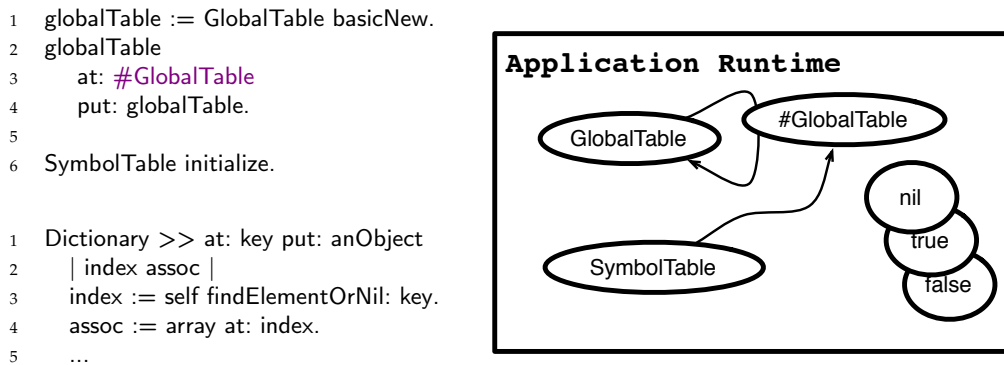 1 globalTable := GlobalTable basicNew.
2 globalTable
3 at: #GlobalTable
4 put: globalTable.
5
6 SymbolTable initialize.
1 Dictionary >> at: key put: anObject
2 | index assoc |
3 index := self findElementOrNil: key.
4 assoc := array at: index.
5 ...
Application Runtime
GlobalTable
#GlobalTable
nil
true
SymbolTable
false